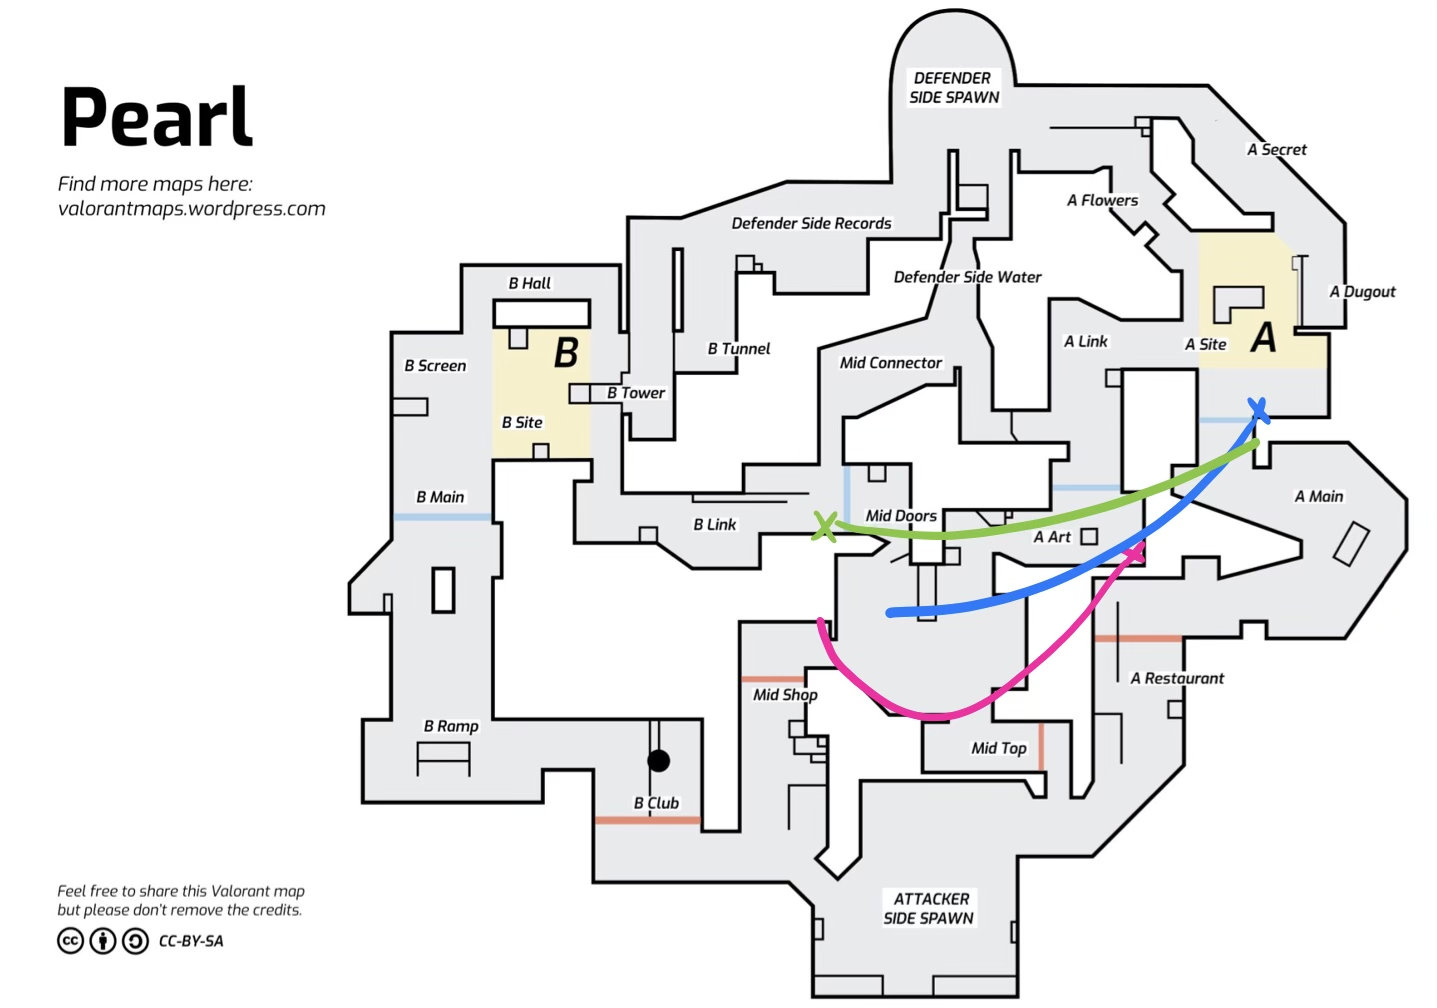 Pearl
Find more maps here:
valorantmaps.wordpress.com
DEFENDER
SIDE SPAWN
A Secret
A Flowers
Defender Side Records
Defender Side Water
B Hall
A Dugout
B Tunnel
A Link
A Site
A
B
B Screen
Mid Connector
B Tower
B Site
B Main
A Main
B Link
Mid Doors
A Art
A Restaurant
Mid Shop
B Ramp
Mid Top
B Club
ATTACKER
SIDE SPAWN
Feel free to share this Valorant map
but please don't remove the credits.
cc CC-BY-SA